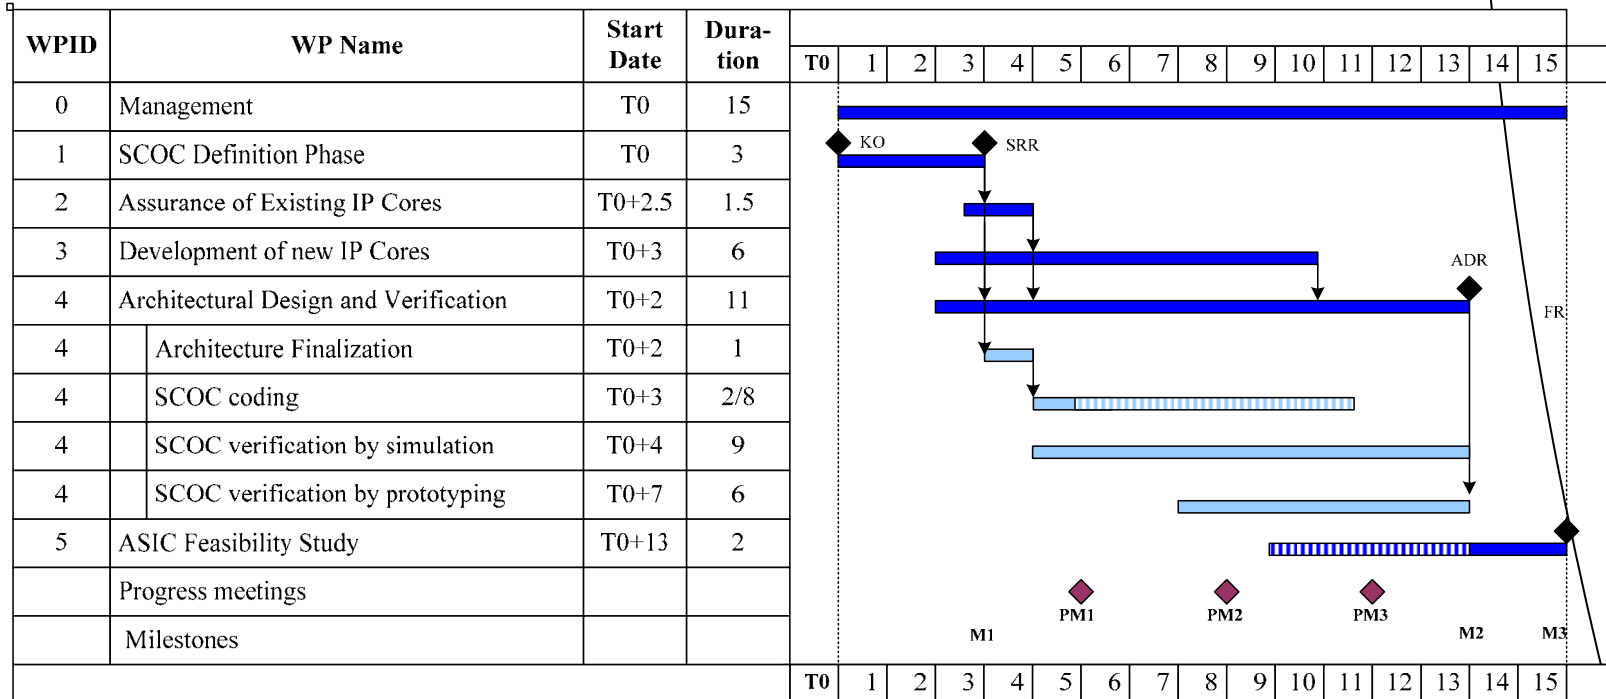 WPID WP Name Start Date Dura-tion
T0 1 2 3 4 5 6 7 8 9 10 11 12 13 14 15
0 Management T0 15
KO SRR
1 SCOC Definition Phase T0 3
2 Assurance of Existing IP Cores T0+2.5 1.5
3 Development of new IP Cores T0+3 6
ADR
4 Architectural Design and Verification T0+2 11
FR
4 Architecture Finalization T0+2 1
4 SCOC coding T0+3 2/8
4 SCOC verification by simulation T0+4 9
4 SCOC verification by prototyping T0+7 6
5 ASIC Feasibility Study T0+13 2
Progress meetings
PM1 PM2 PM3
Milestones M1 M2 M3
T0 1 2 3 4 5 6 7 8 9 10 11 12 13 14 15